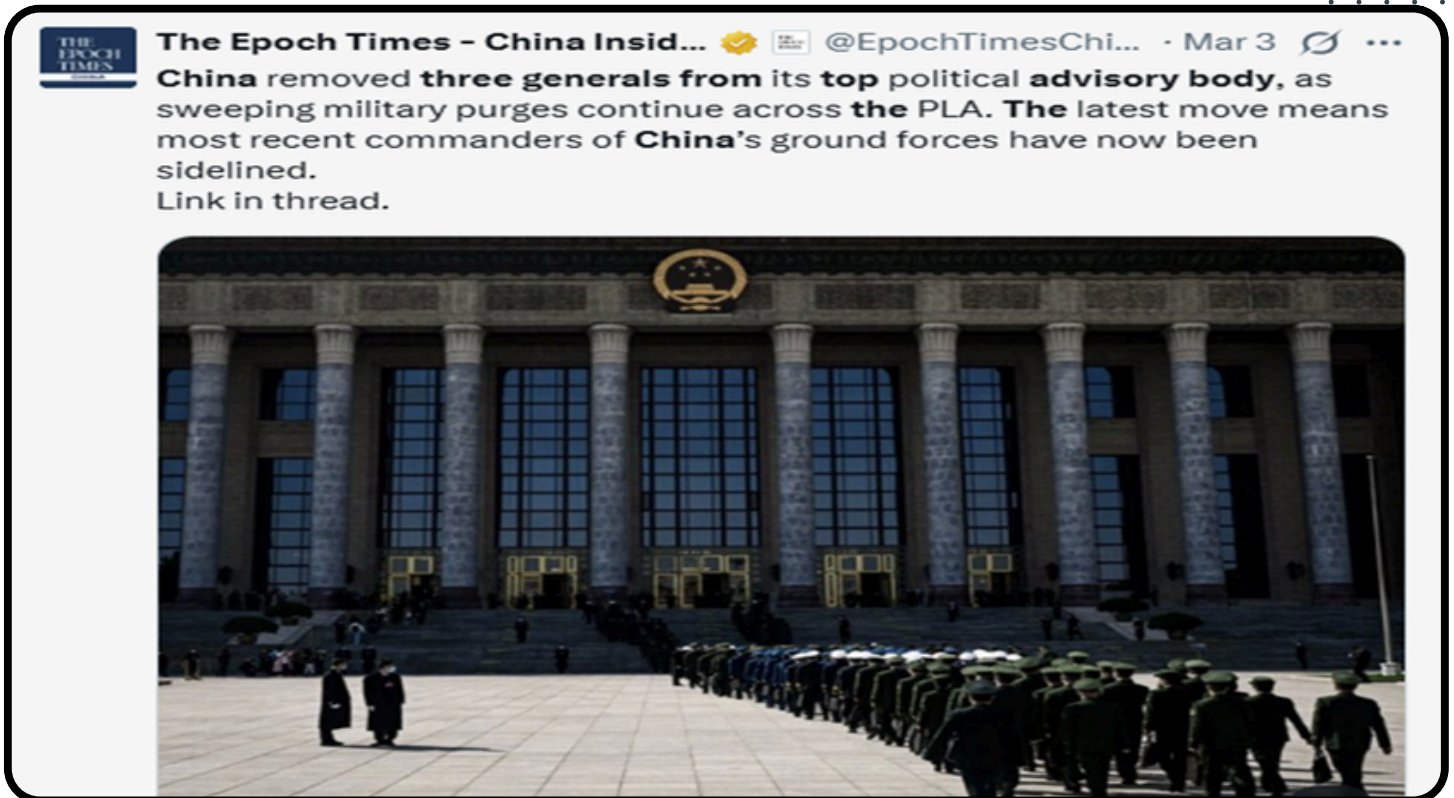 THE
EPOCH
TIMES
CHINA
The Epoch Times – China Insid... @EpochTimesChi... · Mar 3
China removed three generals from its top political advisory body, as
sweeping military purges continue across the PLA. The latest move means
most recent commanders of China's ground forces have now been
sidelined.
Link in thread.